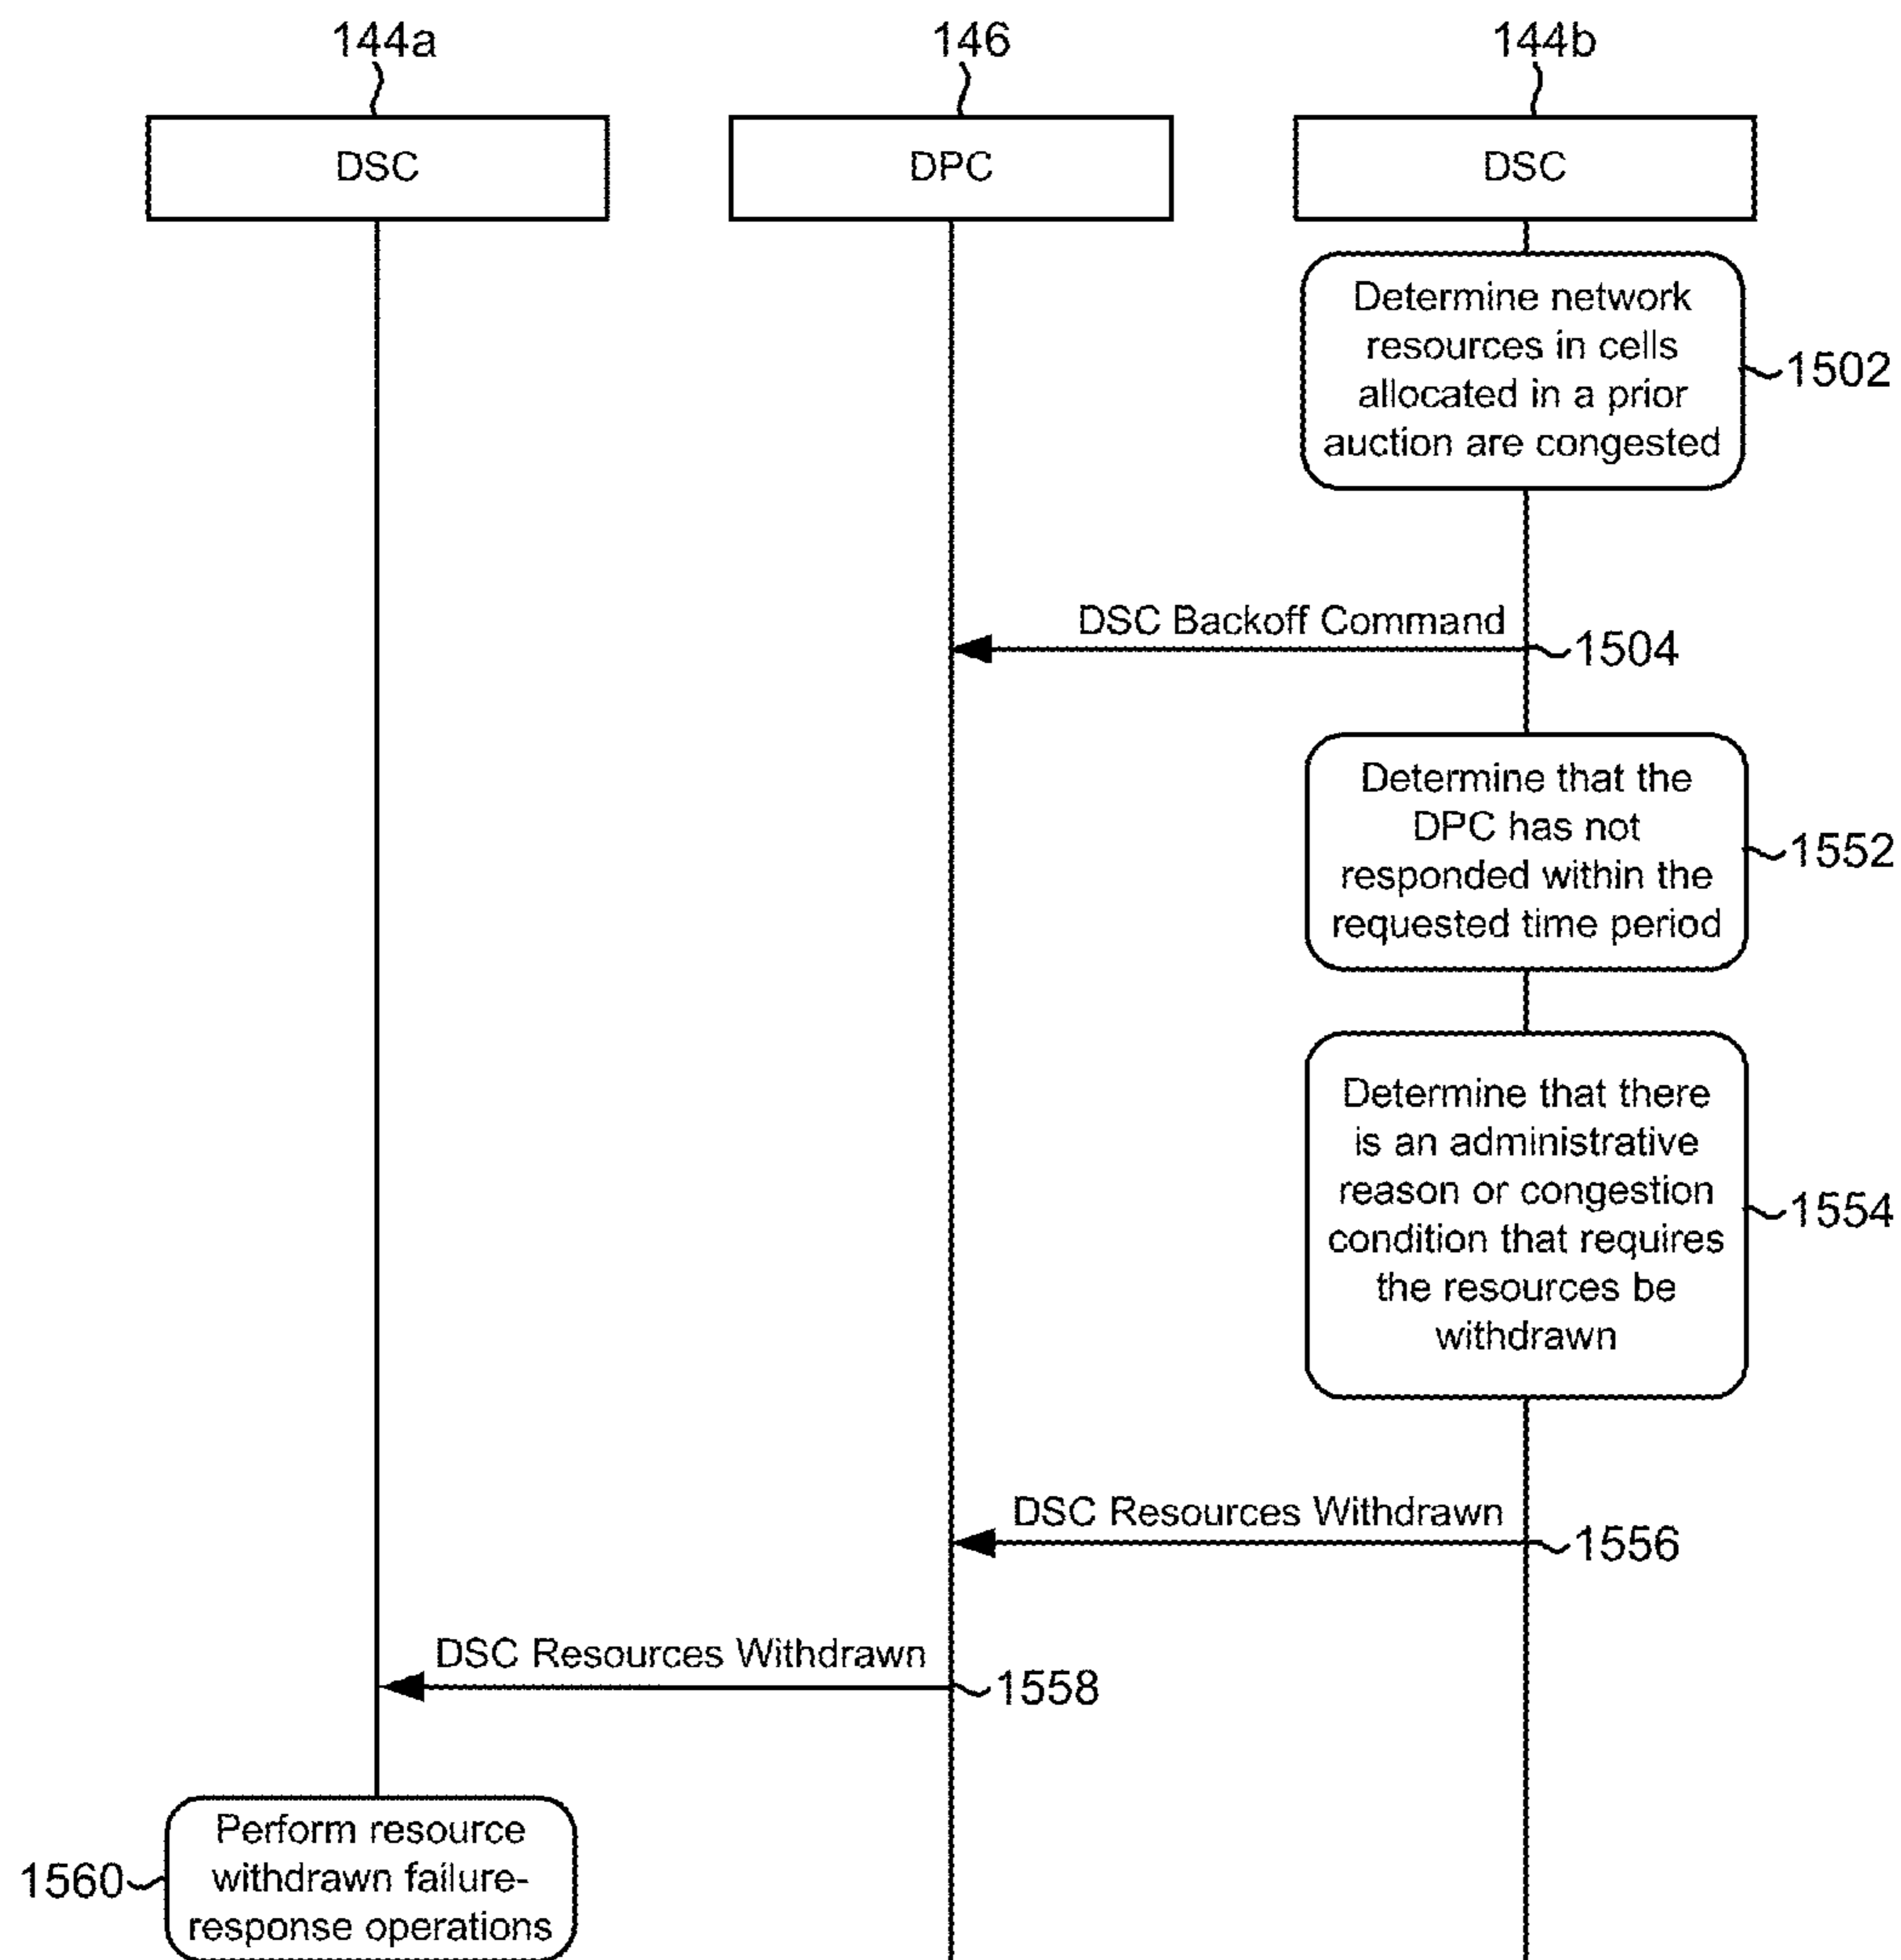 144a
146
144b
DSC
DPC
DSC
Determine network
resources in cells
allocated in a prior
auction are congested
1502
DSC Backoff Command
1504
Determine that the
DPC has not
responded within the
requested time period
1552
Determine that there
is an administrative
reason or congestion
condition that requires
the resources be
withdrawn
1554
DSC Resources Withdrawn
1556
DSC Resources Withdrawn
1558
Perform resource
withdrawn failure-
response operations
1560